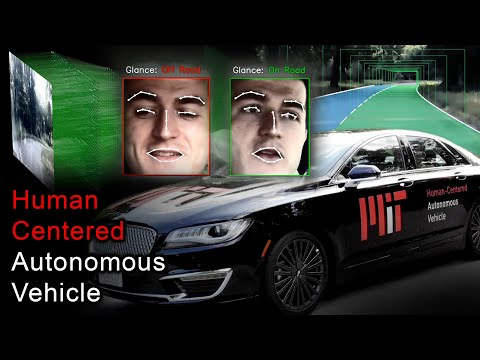 Glance: Off-Road
Glance: On-Road
Human
Centered
Autonomous
Vehicle
MIT
Human-Centered
Autonomous
Vehicle